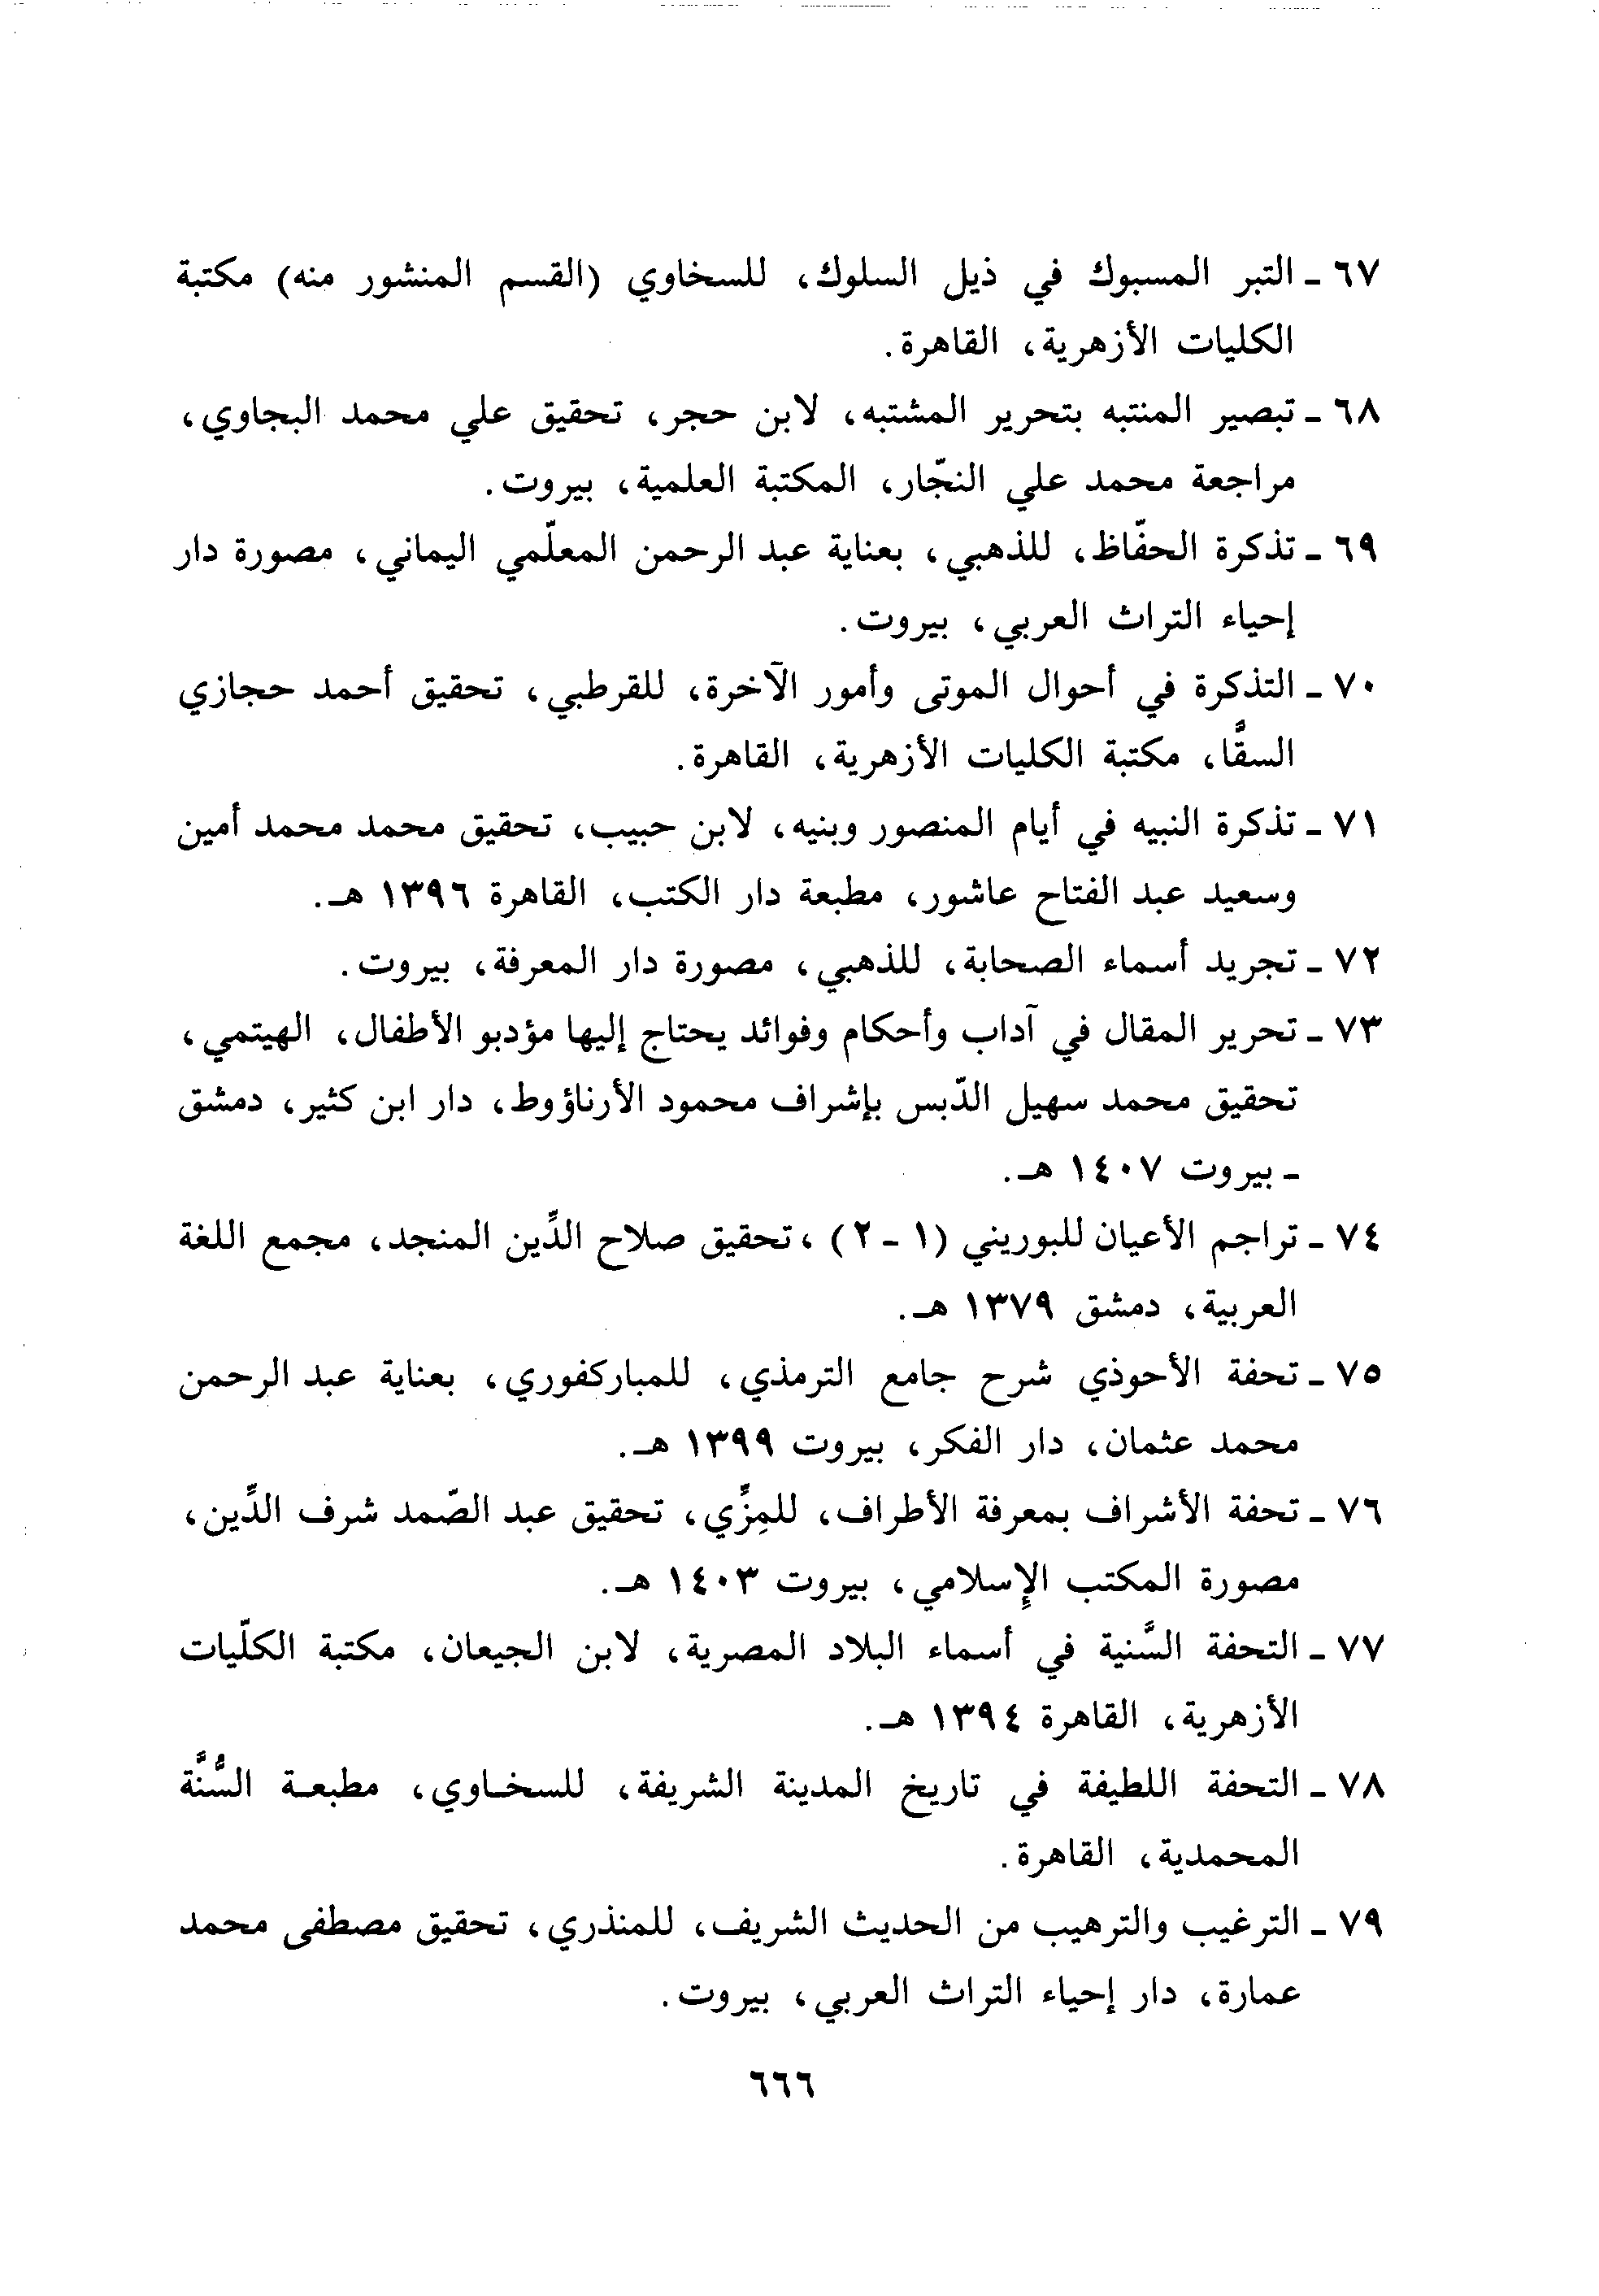 ٦٧ ـ التبر المسبوك في ذيل السلوك، للسخاوي (القسم المنشور منه) مكتبة
الكليات الأزهرية، القاهرة.
٦٨ ـ تبصير المنتبه بتحرير المشتبه، لابن حجر، تحقيق علي محمد البجاوي،
مراجعة محمد علي النجّار، المكتبة العلمية، بيروت.
٦٩ ـ تذكرة الحفّاظ، للذهبي، بعناية عبد الرحمن المعلّمي اليماني، مصورة دار
إحياء التراث العربي، بيروت.
٧٠ ـ التذكرة في أحوال الموتى وأمور الآخرة، للقرطبي، تحقيق أحمد حجازي
السقَّا، مكتبة الكليات الأزهرية، القاهرة.
٧١ ـ تذكرة النبيه في أيام المنصور وبنيه، لابن حبيب، تحقيق محمد محمد أمين
وسعيد عبد الفتاح عاشور، مطبعة دار الكتب، القاهرة ١٣٩٦ هـ.
٧٢ ـ تجريد أسماء الصحابة، للذهبي، مصورة دار المعرفة، بيروت.
٧٣ ـ تحرير المقال في آداب وأحكام وفوائد يحتاج إليها مؤدبو الأطفال، الهيتمي،
تحقيق محمد سهيل الدّبس بإشراف محمود الأرناؤوط، دار ابن كثير، دمشق
ـ بيروت ١٤٠٧ هـ.
٧٤ ـ تراجم الأعيان للبوريني (١ ـ ٢) ، تحقيق صلاح الدِّين المنجد، مجمع اللغة
العربية، دمشق ١٣٧٩ هـ.
٧٥ ـ تحفة الأحوذي شرح جامع الترمذي، للمباركفوري، بعناية عبد الرحمن
محمد عثمان، دار الفكر، بيروت ١٣٩٩ هـ.
٧٦ ـ تحفة الأشراف بمعرفة الأطراف، للمِزِّي، تحقيق عبد الصّمد شرف الدِّين،
مصورة المكتب الإِسلامي، بيروت ١٤٠٣ هـ.
٧٧ ـ التحفة السَّنية في أسماء البلاد المصرية، لابن الجيعان، مكتبة الكلّيات
الأزهرية، القاهرة ١٣٩٤ هـ.
٧٨ ـ التحفة اللطيفة في تاريخ المدينة الشريفة، للسخـاوي، مطبعـة السُّنَّة
المحمدية، القاهرة.
٧٩ ـ الترغيب والترهيب من الحديث الشريف، للمنذري، تحقيق مصطفى محمد
عمارة، دار إحياء التراث العربي، بيروت.
٦٦٦